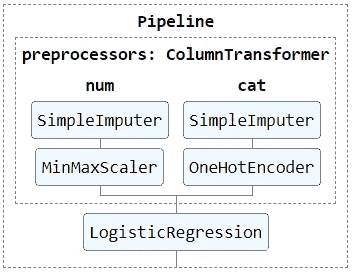 Pipeline
preprocessors: ColumnTransformer
num cat
SimpleImputer SimpleImputer
MinMaxScaler OneHotEncoder
LogisticRegression